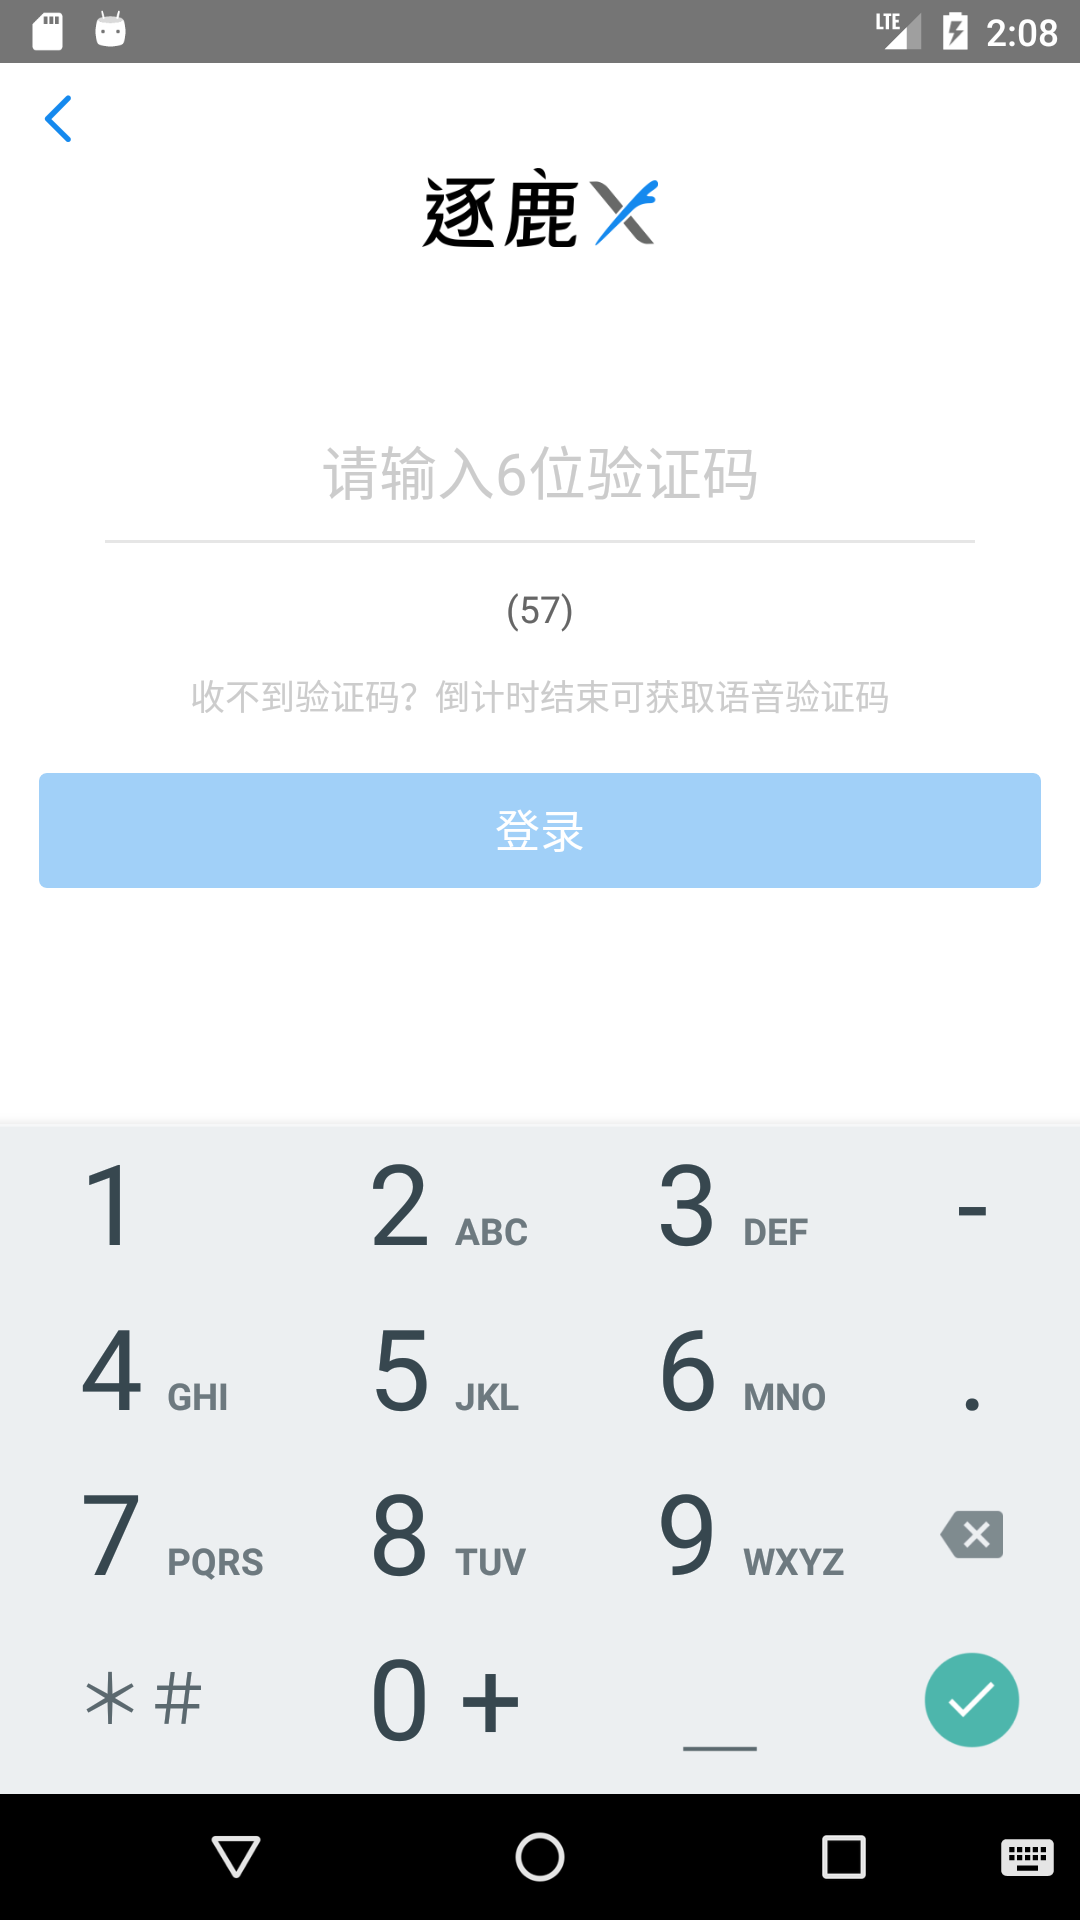 LTE 2:08
逐鹿X
请输入6位验证码
(57)
收不到验证码？倒计时结束可获取语音验证码
登录
1 2 ABC 3 DEF -
4 GHI 5 JKL 6 MNO .
7 PQRS 8 TUV 9 WXYZ
*# 0 + _